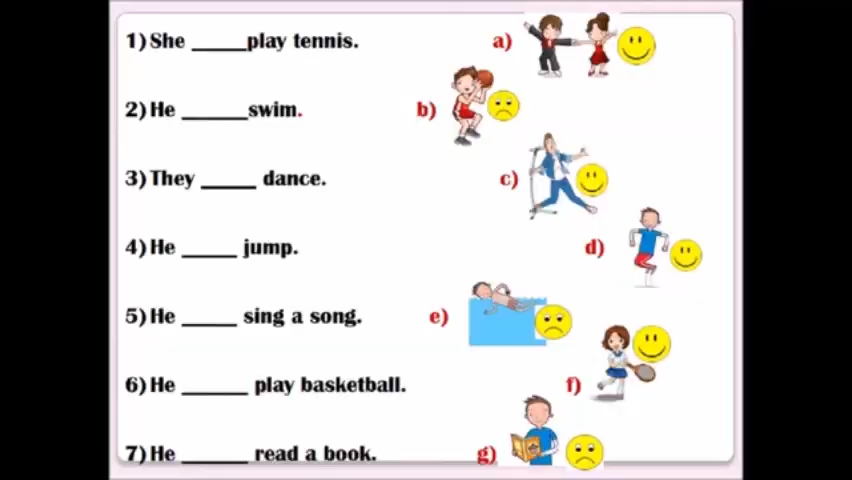 1) She _____play tennis. a)
2) He ______swim. b)
3) They _____ dance. c)
4) He _____ jump. d)
5) He _____ sing a song. e)
6) He ______ play basketball. f)
7) He ______ read a book. g)